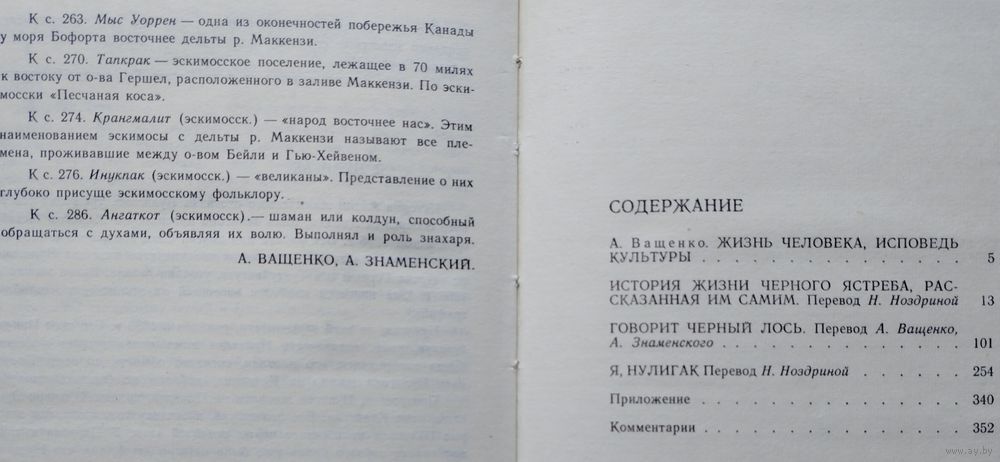 К с. 263. Мыс Уоррен — одна из оконечностей побережья Канады
у моря Бофорта восточнее дельты р. Маккензи.
К с. 270. Тапкрак — эскимосское поселение, лежащее в 70 милях
к востоку от о-ва Гершел, расположенного в заливе Маккензи. По эски-
мосски «Песчаная коса».
К с. 274. Крангмалит (эскимосск.) — «народ восточнее нас». Этим
наименованием эскимосы с дельты р. Маккензи называют все пле-
мена, проживавшие между о-вом Бейли и Гью-Хейвеном.
К с. 276. Инукпак (эскимосск.) — «великаны». Представление о них
глубоко присуще эскимосскому фольклору.
К с. 286. Ангаткот (эскимосск).— шаман или колдун, способный
обращаться с духами, объявляя их волю. Выполнял и роль знахаря.
А. ВАЩЕНКО, А. ЗНАМЕНСКИЙ.
СОДЕРЖАНИЕ
А. Ващенко. ЖИЗНЬ ЧЕЛОВЕКА, ИСПОВЕДЬ
КУЛЬТУРЫ . . . . . . . . . . . . . . 5
ИСТОРИЯ ЖИЗНИ ЧЕРНОГО ЯСТРЕБА, РАС-
СКАЗАННАЯ ИМ САМИМ. Перевод Н. Ноздриной 13
ГОВОРИТ ЧЕРНЫЙ ЛОСЬ. Перевод А. Ващенко,
А. Знаменского . . . . . . . . . . . . . 101
Я, НУЛИГАК Перевод Н. Ноздриной . . . . . . 254
Приложение . . . . . . . . . . . . . . 340
Комментарии . . . . . . . . . . . . . . 352
www.ay.by